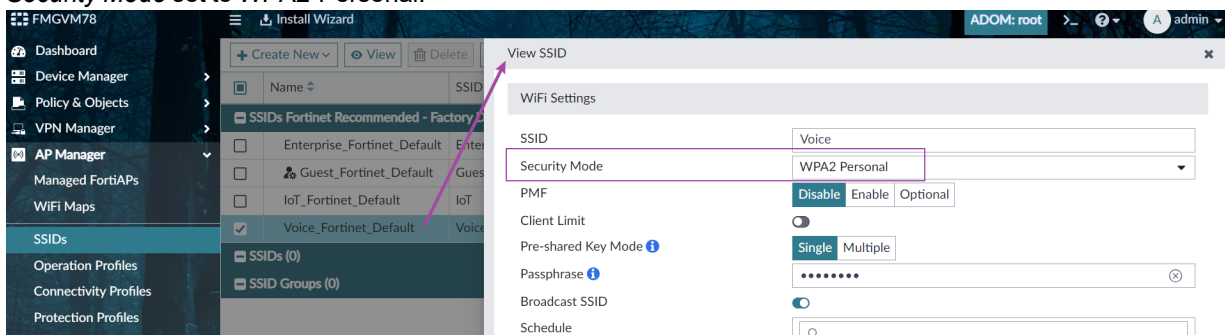 Security Mode set to WPA2 Personal.
FMGVM78
Install Wizard
ADOM: root
>_
?
A admin
Dashboard
Device Manager
Policy & Objects
VPN Manager
AP Manager
Managed FortiAPs
WiFi Maps
SSIDs
Operation Profiles
Connectivity Profiles
Protection Profiles
+ Create New
View
Delete
Name
SSID
SSIDs Fortinet Recommended - Factory D
Enterprise_Fortinet_Default Enter
Guest_Fortinet_Default Gues
IoT_Fortinet_Default IoT
Voice_Fortinet_Default Voice
SSIDs (0)
SSID Groups (0)
View SSID
WiFi Settings
SSID Voice
Security Mode WPA2 Personal
PMF Disable Enable Optional
Client Limit
Pre-shared Key Mode Single Multiple
Passphrase ••••••••
Broadcast SSID
Schedule